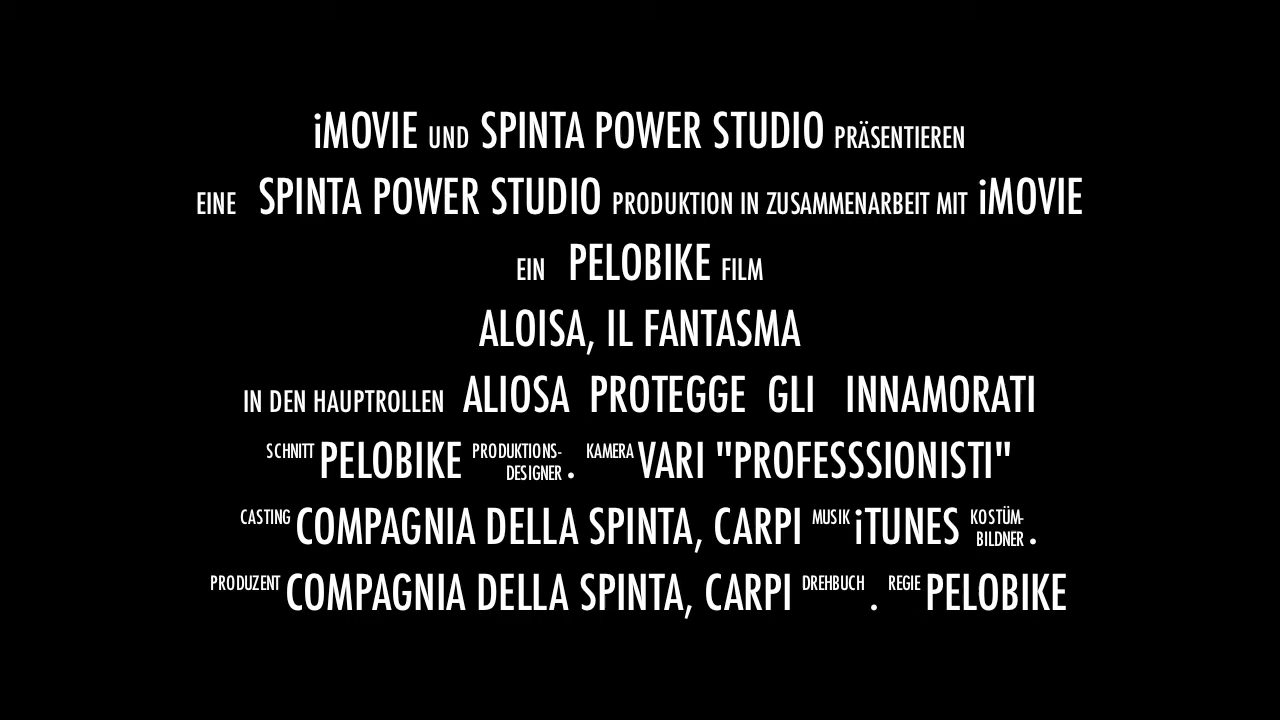 iMOVIE UND SPINTA POWER STUDIO PRÄSENTIEREN
EINE SPINTA POWER STUDIO PRODUKTION IN ZUSAMMENARBEIT MIT iMOVIE
EIN PELOBIKE FILM
ALOISA, IL FANTASMA
IN DEN HAUPTROLLEN ALIOSA PROTEGGE GLI INNAMORATI
SCHNITT PELOBIKE PRODUKTIONS-DESIGNER . KAMERA VARI "PROFESSSIONISTI"
CASTING COMPAGNIA DELLA SPINTA, CARPI MUSIK iTUNES KOSTÜM-BILDNER .
PRODUZENT COMPAGNIA DELLA SPINTA, CARPI DREHBUCH . REGIE PELOBIKE